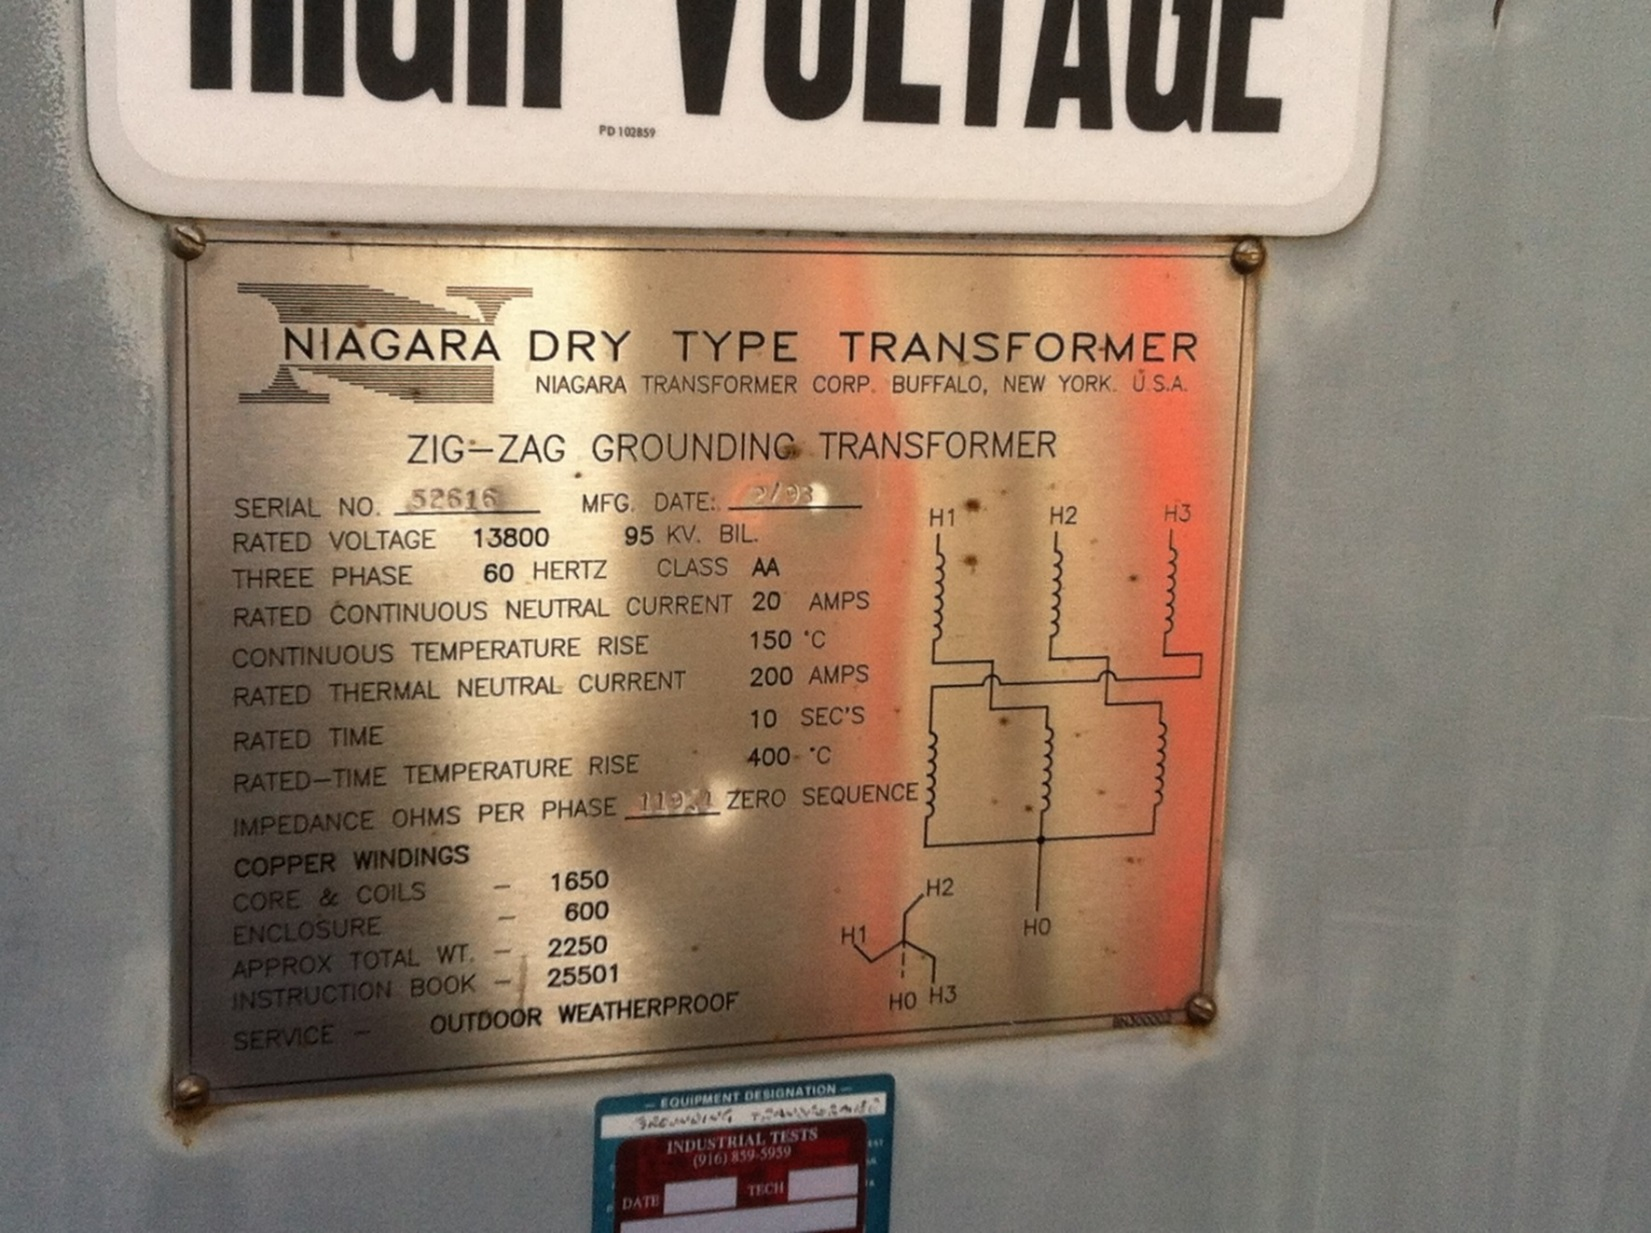 HIGH VOLTAGE
PD 102859
NIAGARA DRY TYPE TRANSFORMER
NIAGARA TRANSFORMER CORP. BUFFALO, NEW YORK. U.S.A.
ZIG-ZAG GROUNDING TRANSFORMER
SERIAL NO. 52616 MFG. DATE: 2/93
RATED VOLTAGE 13800 95 KV. BIL.
THREE PHASE 60 HERTZ CLASS AA
RATED CONTINUOUS NEUTRAL CURRENT 20 AMPS
CONTINUOUS TEMPERATURE RISE 150 °C
RATED THERMAL NEUTRAL CURRENT 200 AMPS
RATED TIME 10 SEC'S
RATED-TIME TEMPERATURE RISE 400 °C
IMPEDANCE OHMS PER PHASE ZERO SEQUENCE
COPPER WINDINGS
CORE & COILS - 1650
ENCLOSURE - 600
APPROX TOTAL WT. - 2250
INSTRUCTION BOOK - 25501
SERVICE - OUTDOOR WEATHERPROOF
H1 H2 H3
H0
H2
H1
H0 H3
EQUIPMENT DESIGNATION
GROUNDING TRANSFORMER
INDUSTRIAL TESTS
(916) 859-5959
DATE TECH